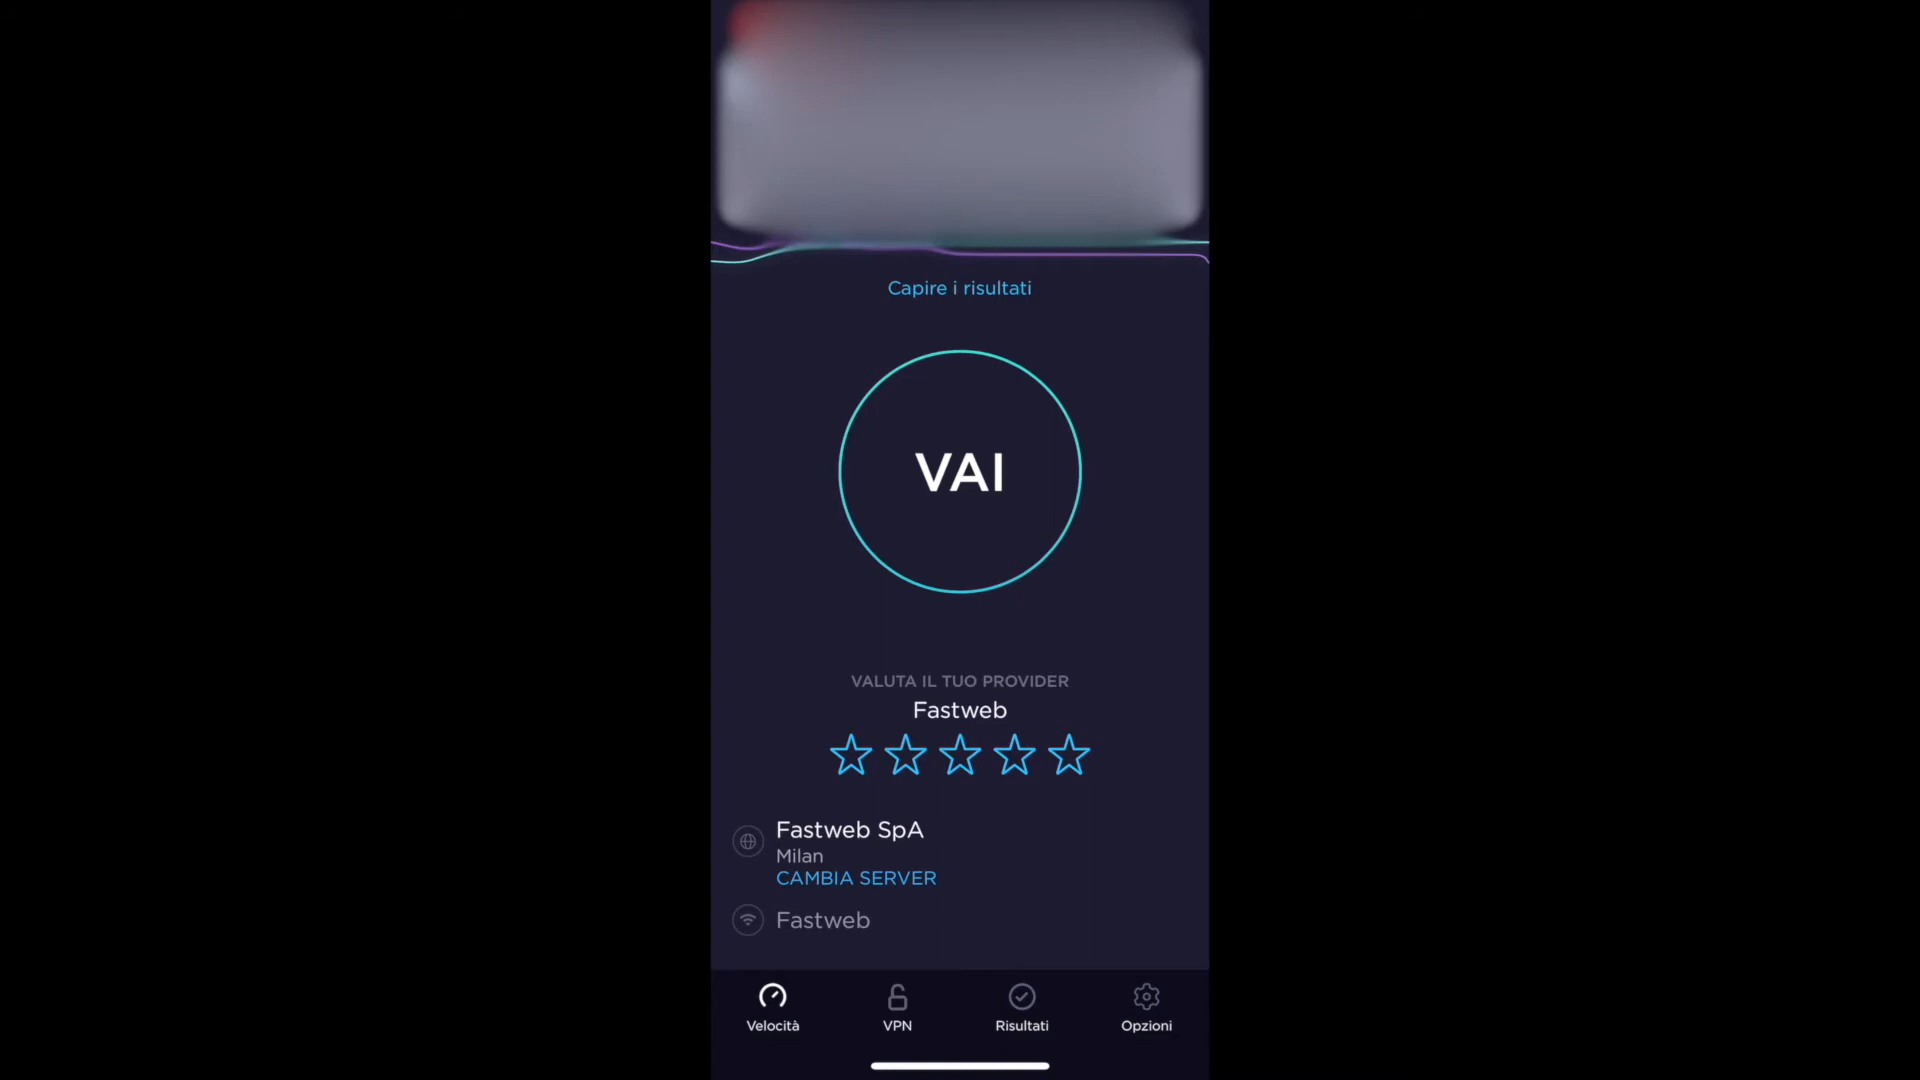 Capire i risultati
VAI
VALUTA IL TUO PROVIDER
Fastweb
Fastweb SpA
Milan
CAMBIA SERVER
Fastweb
Velocità
VPN
Risultati
Opzioni